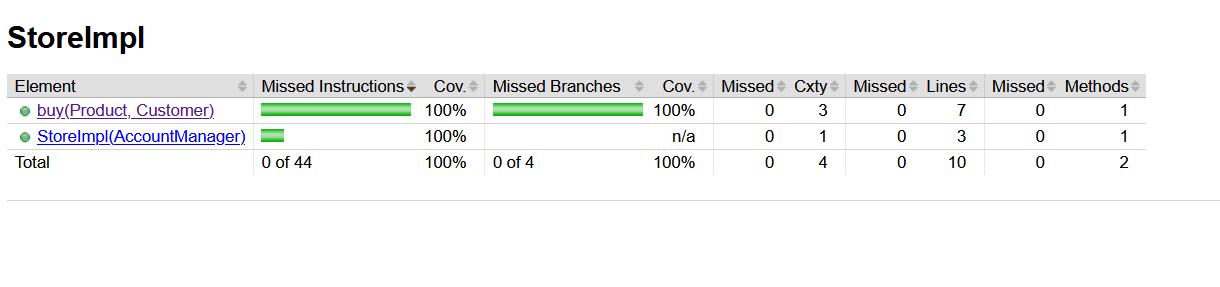 StoreImpl
Element Missed Instructions Cov. Missed Branches Cov. Missed Cxty Missed Lines Missed Methods
buy(Product, Customer) 100% 100% 0 3 0 7 0 1
StoreImpl(AccountManager) 100% n/a 0 1 0 3 0 1
Total 0 of 44 100% 0 of 4 100% 0 4 0 10 0 2